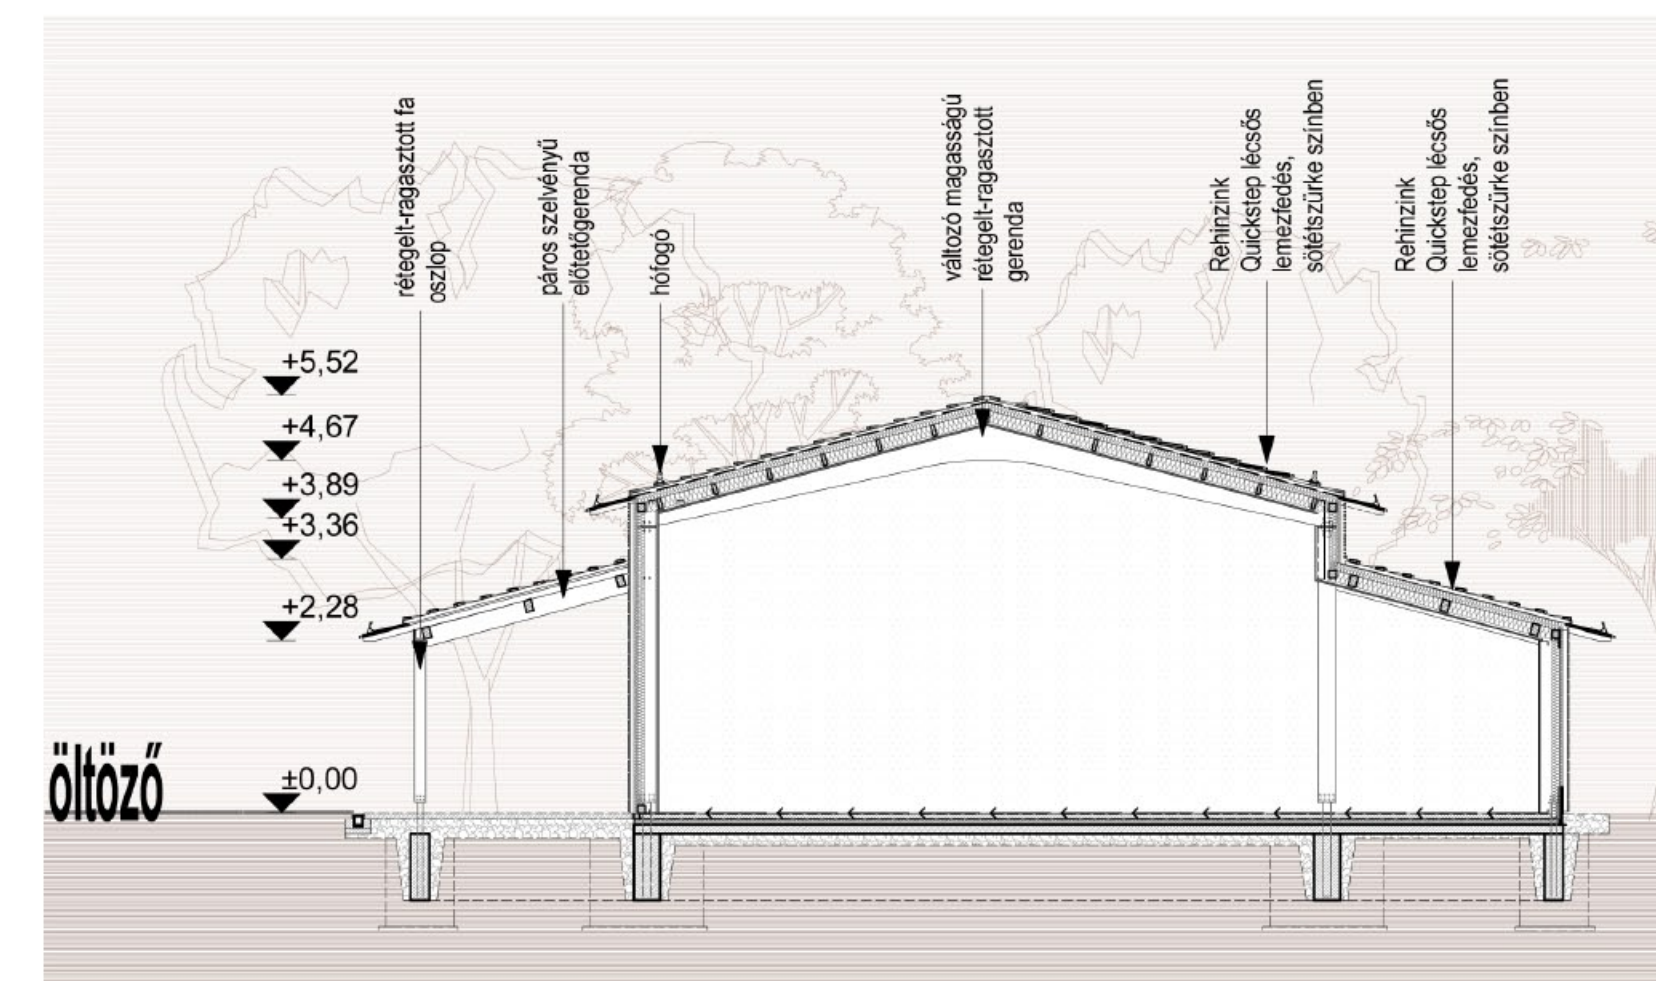 rétegelt-ragasztott fa
oszlop
páros szelvényű
előtetőgerenda
hófogó
változó magasságú
rétegelt-ragasztott
gerenda
Rehinzink
Quickstep lécsős
lemezfedés,
sötétszürke színben
Rehinzink
Quickstep lécsős
lemezfedés,
sötétszürke színben
+5,52
+4,67
+3,89
+3,36
+2,28
±0,00
öltöző